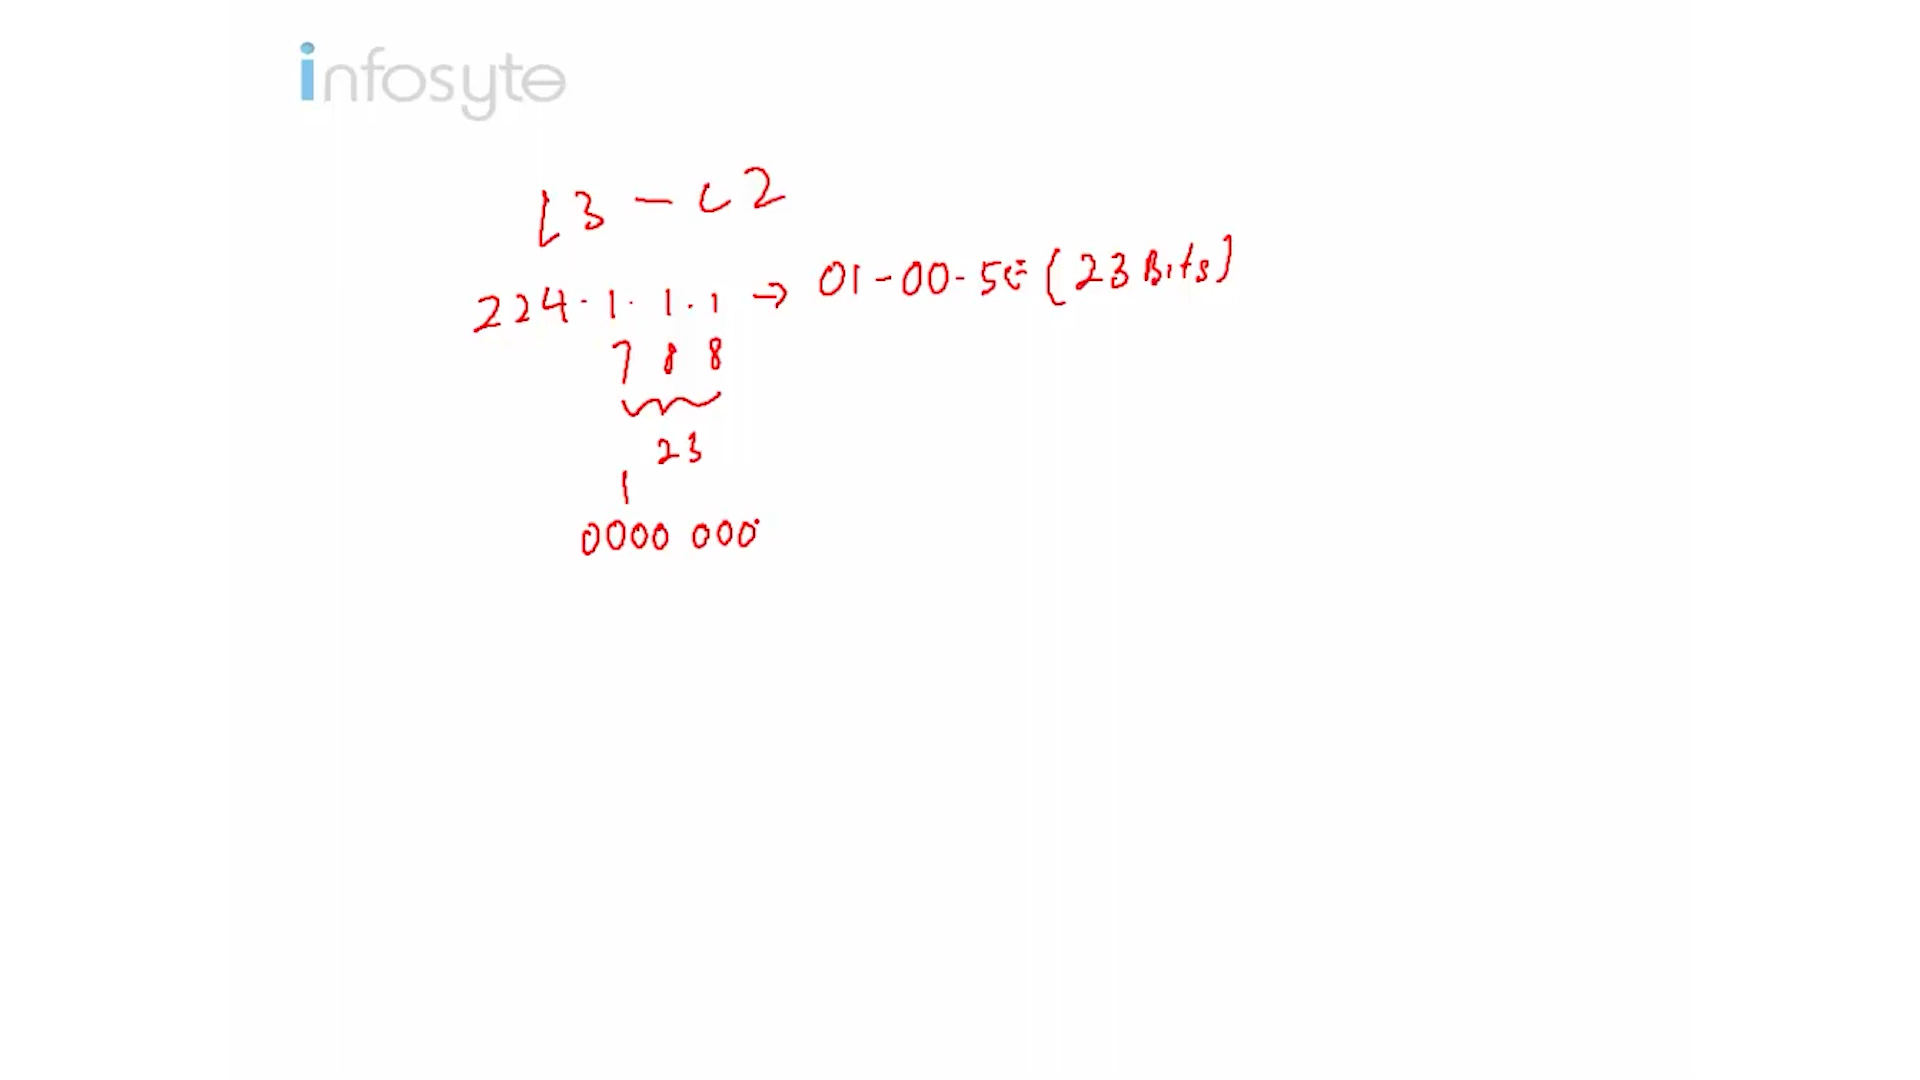 infosyte
L3 - L2
224.1.1.1 → 01-00-5E (23 Bits)
7 8 8
23
1
0000 000